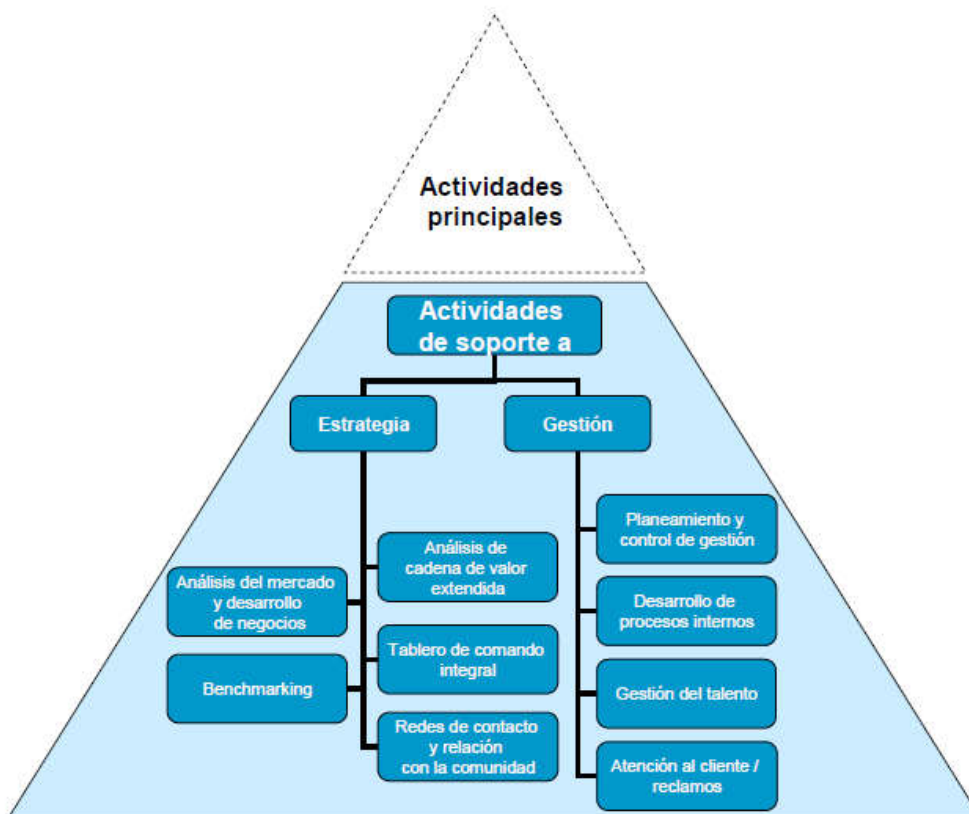 Actividades
principales
Actividades
de soporte a
Estrategia
Gestión
Análisis del mercado
y desarrollo
de negocios
Benchmarking
Análisis de
cadena de valor
extendida
Tablero de comando
integral
Redes de contacto
y relación
con la comunidad
Planeamiento y
control de gestión
Desarrollo de
procesos internos
Gestión del talento
Atención al cliente /
reclamos